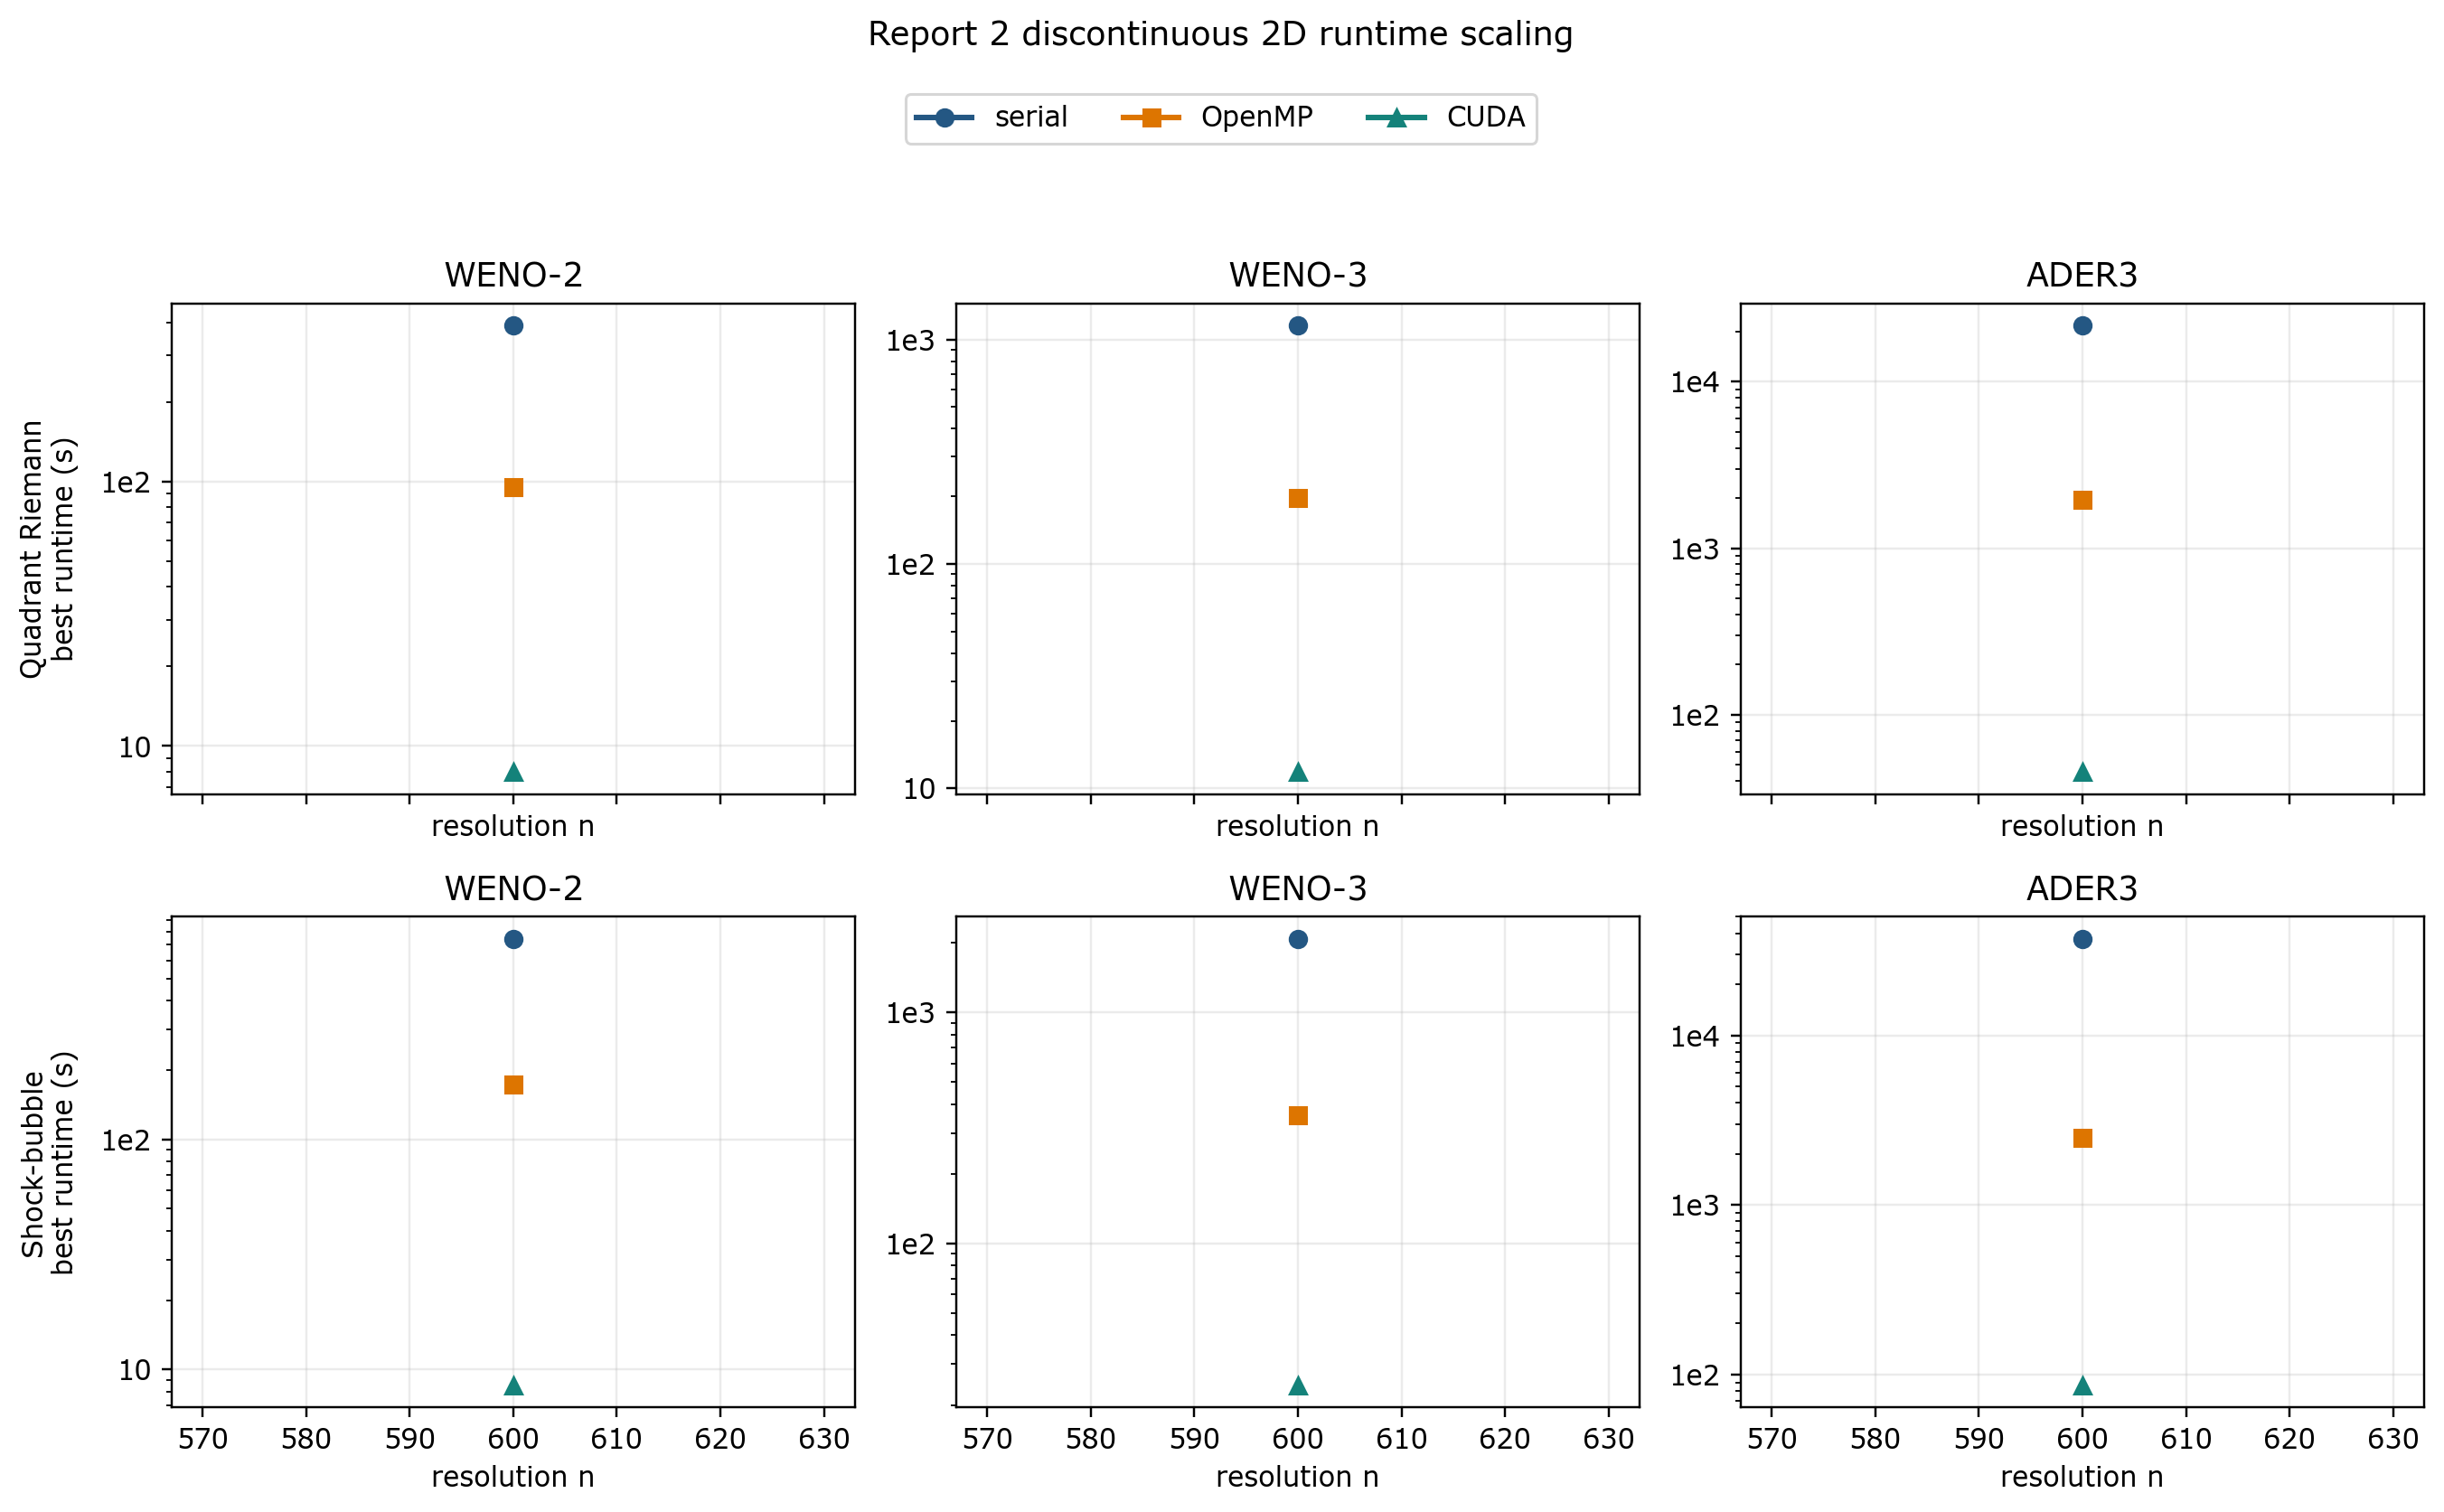 Report 2 discontinuous 2D runtime scaling
serial OpenMP CUDA
WENO-2
Quadrant Riemann
best runtime (s)
1e2
10
resolution n
WENO-3
1e3
1e2
10
resolution n
ADER3
1e4
1e3
1e2
resolution n
WENO-2
Shock-bubble
best runtime (s)
1e2
10
570 580 590 600 610 620 630
resolution n
WENO-3
1e3
1e2
570 580 590 600 610 620 630
resolution n
ADER3
1e4
1e3
1e2
570 580 590 600 610 620 630
resolution n